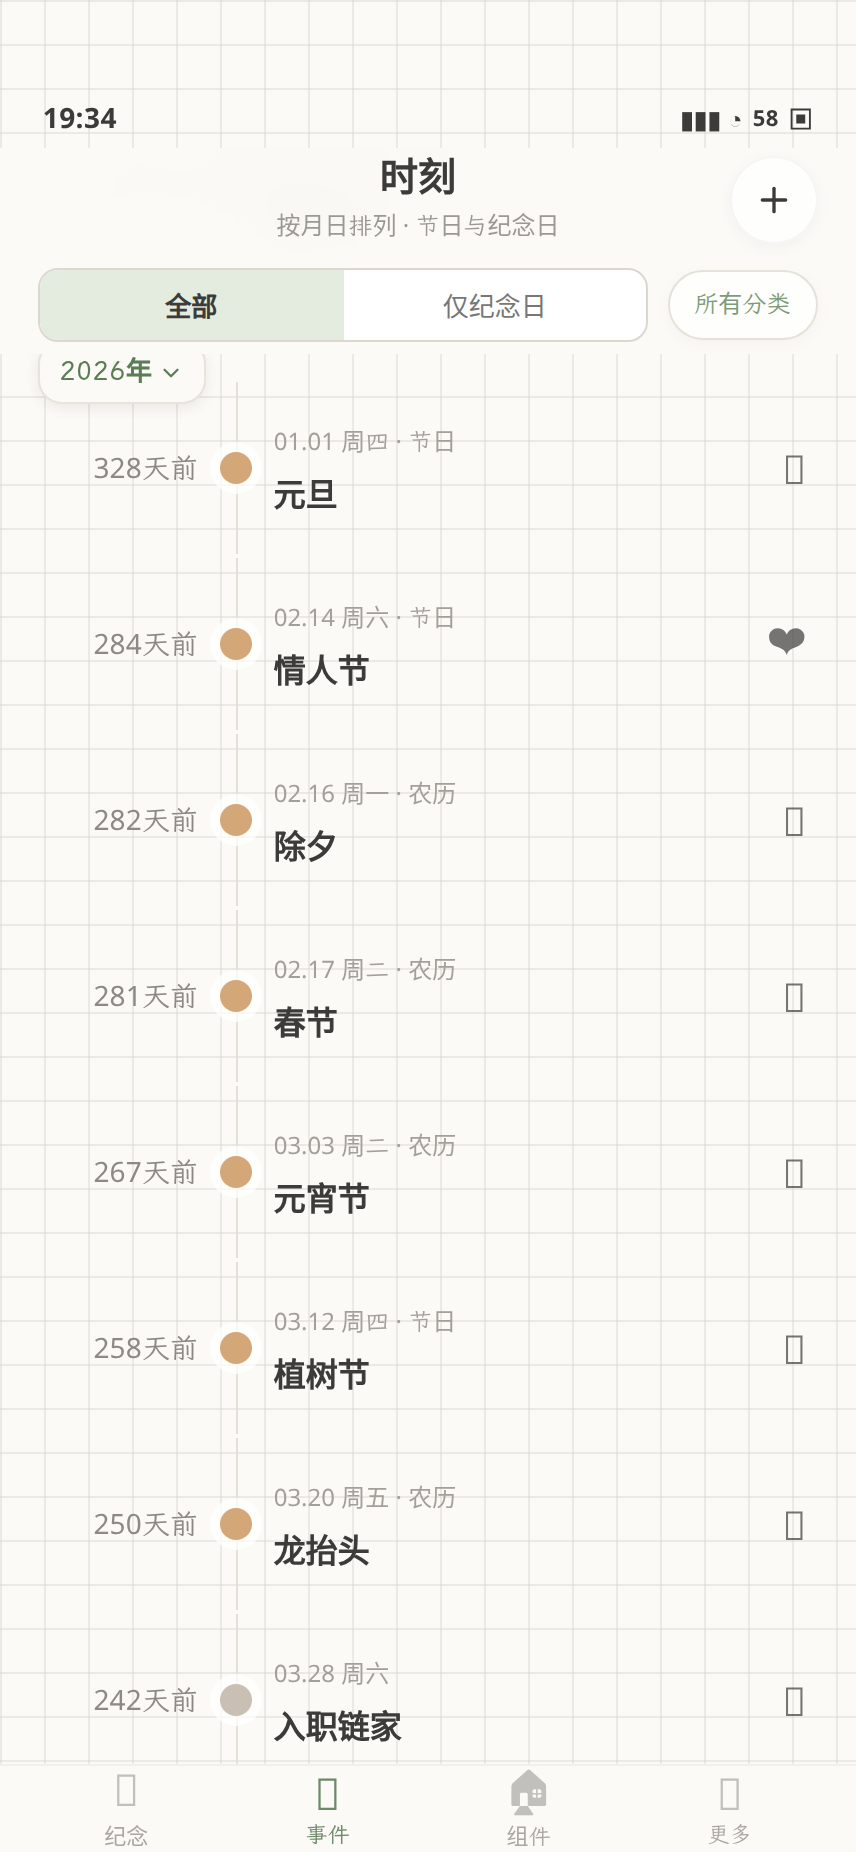 19:34
58
时刻
按月日排列 · 节日与纪念日
全部
仅纪念日
所有分类
2026年
01.01 周四 · 节日
328天前
元旦
02.14 周六 · 节日
284天前
情人节
02.16 周一 · 农历
282天前
除夕
02.17 周二 · 农历
281天前
春节
03.03 周二 · 农历
267天前
元宵节
03.12 周四 · 节日
258天前
植树节
03.20 周五 · 农历
250天前
龙抬头
03.28 周六
242天前
入职链家
纪念
事件
组件
更多